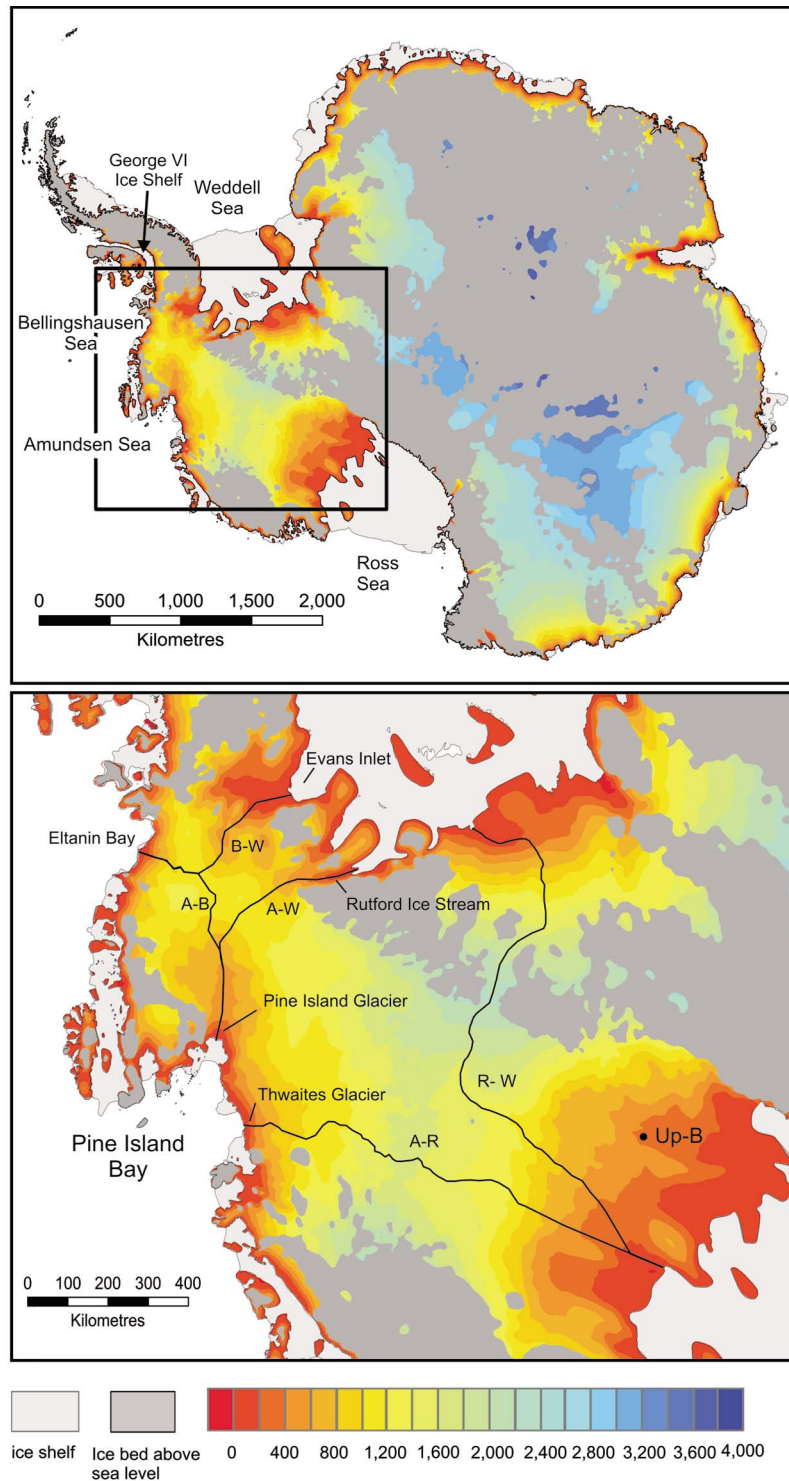 George VI
Ice Shelf
Weddell
Sea
Bellingshausen
Sea
Amundsen Sea
Ross
Sea
0 500 1,000 1,500 2,000
Kilometres
Evans Inlet
Eltanin Bay
B-W
A-B
A-W
Rutford Ice Stream
Pine Island Glacier
Thwaites Glacier
R- W
A-R
Up-B
Pine Island
Bay
0 100 200 300 400
Kilometres
ice shelf
Ice bed above
sea level
0 400 800 1,200 1,600 2,000 2,400 2,800 3,200 3,600 4,000